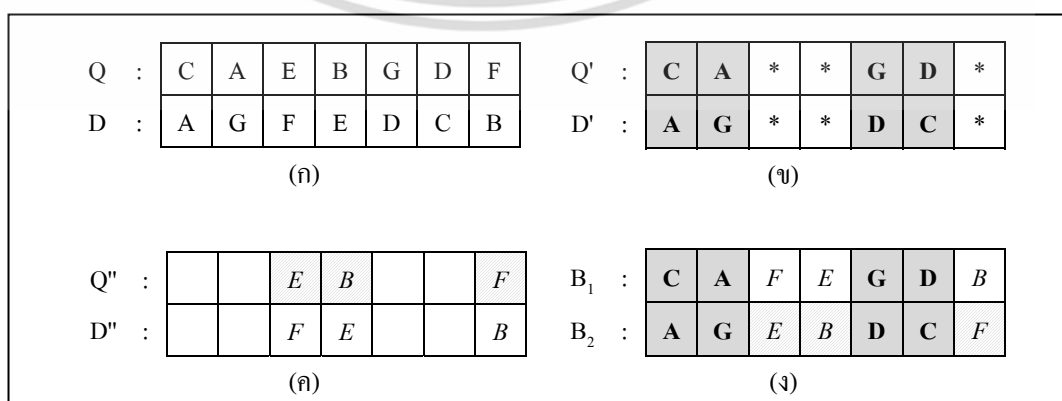 Q : C A E B G D F
D : A G F E D C B
(ก)
Q' : C A * * G D *
D' : A G * * D C *
(ข)
Q" : E B F
D" : F E B
(ค)
B1 : C A F E G D B
B2 : A G E B D C F
(ง)